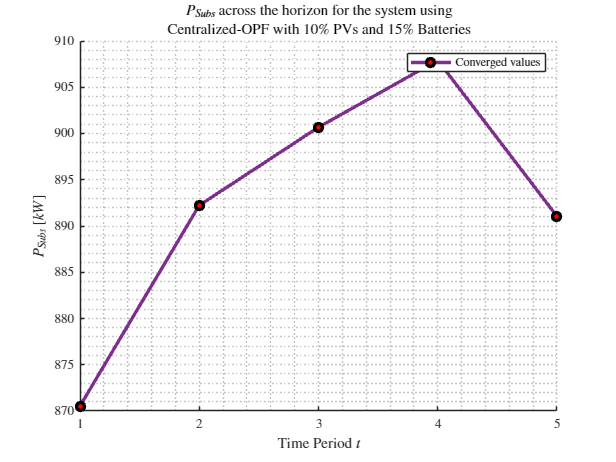 P_Subs across the horizon for the system using
Centralized-OPF with 10% PVs and 15% Batteries
Converged values
910
905
900
895
890
885
880
875
870
P_Subs [kW]
1 2 3 4 5
Time Period t